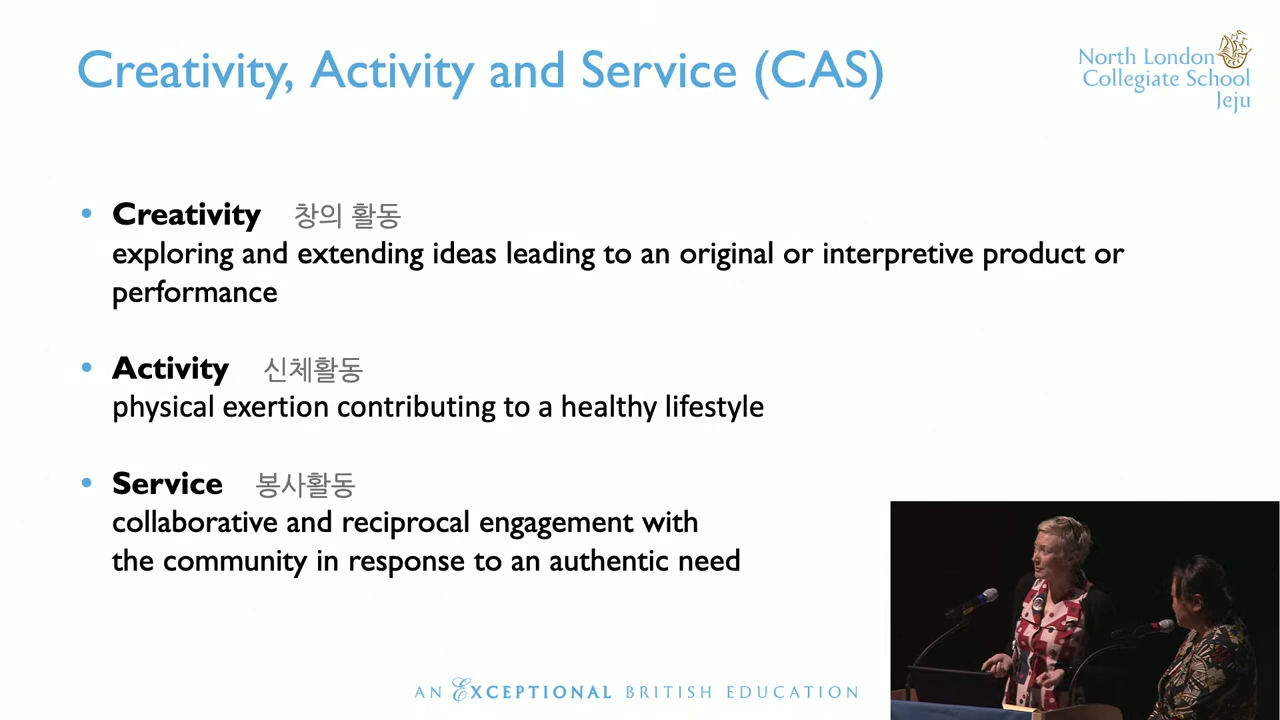 Creativity, Activity and Service (CAS)
North London
Collegiate School
Jeju
• Creativity 창의 활동
exploring and extending ideas leading to an original or interpretive product or
performance
• Activity 신체활동
physical exertion contributing to a healthy lifestyle
• Service 봉사활동
collaborative and reciprocal engagement with
the community in response to an authentic need
AN EXCEPTIONAL BRITISH EDUCATION